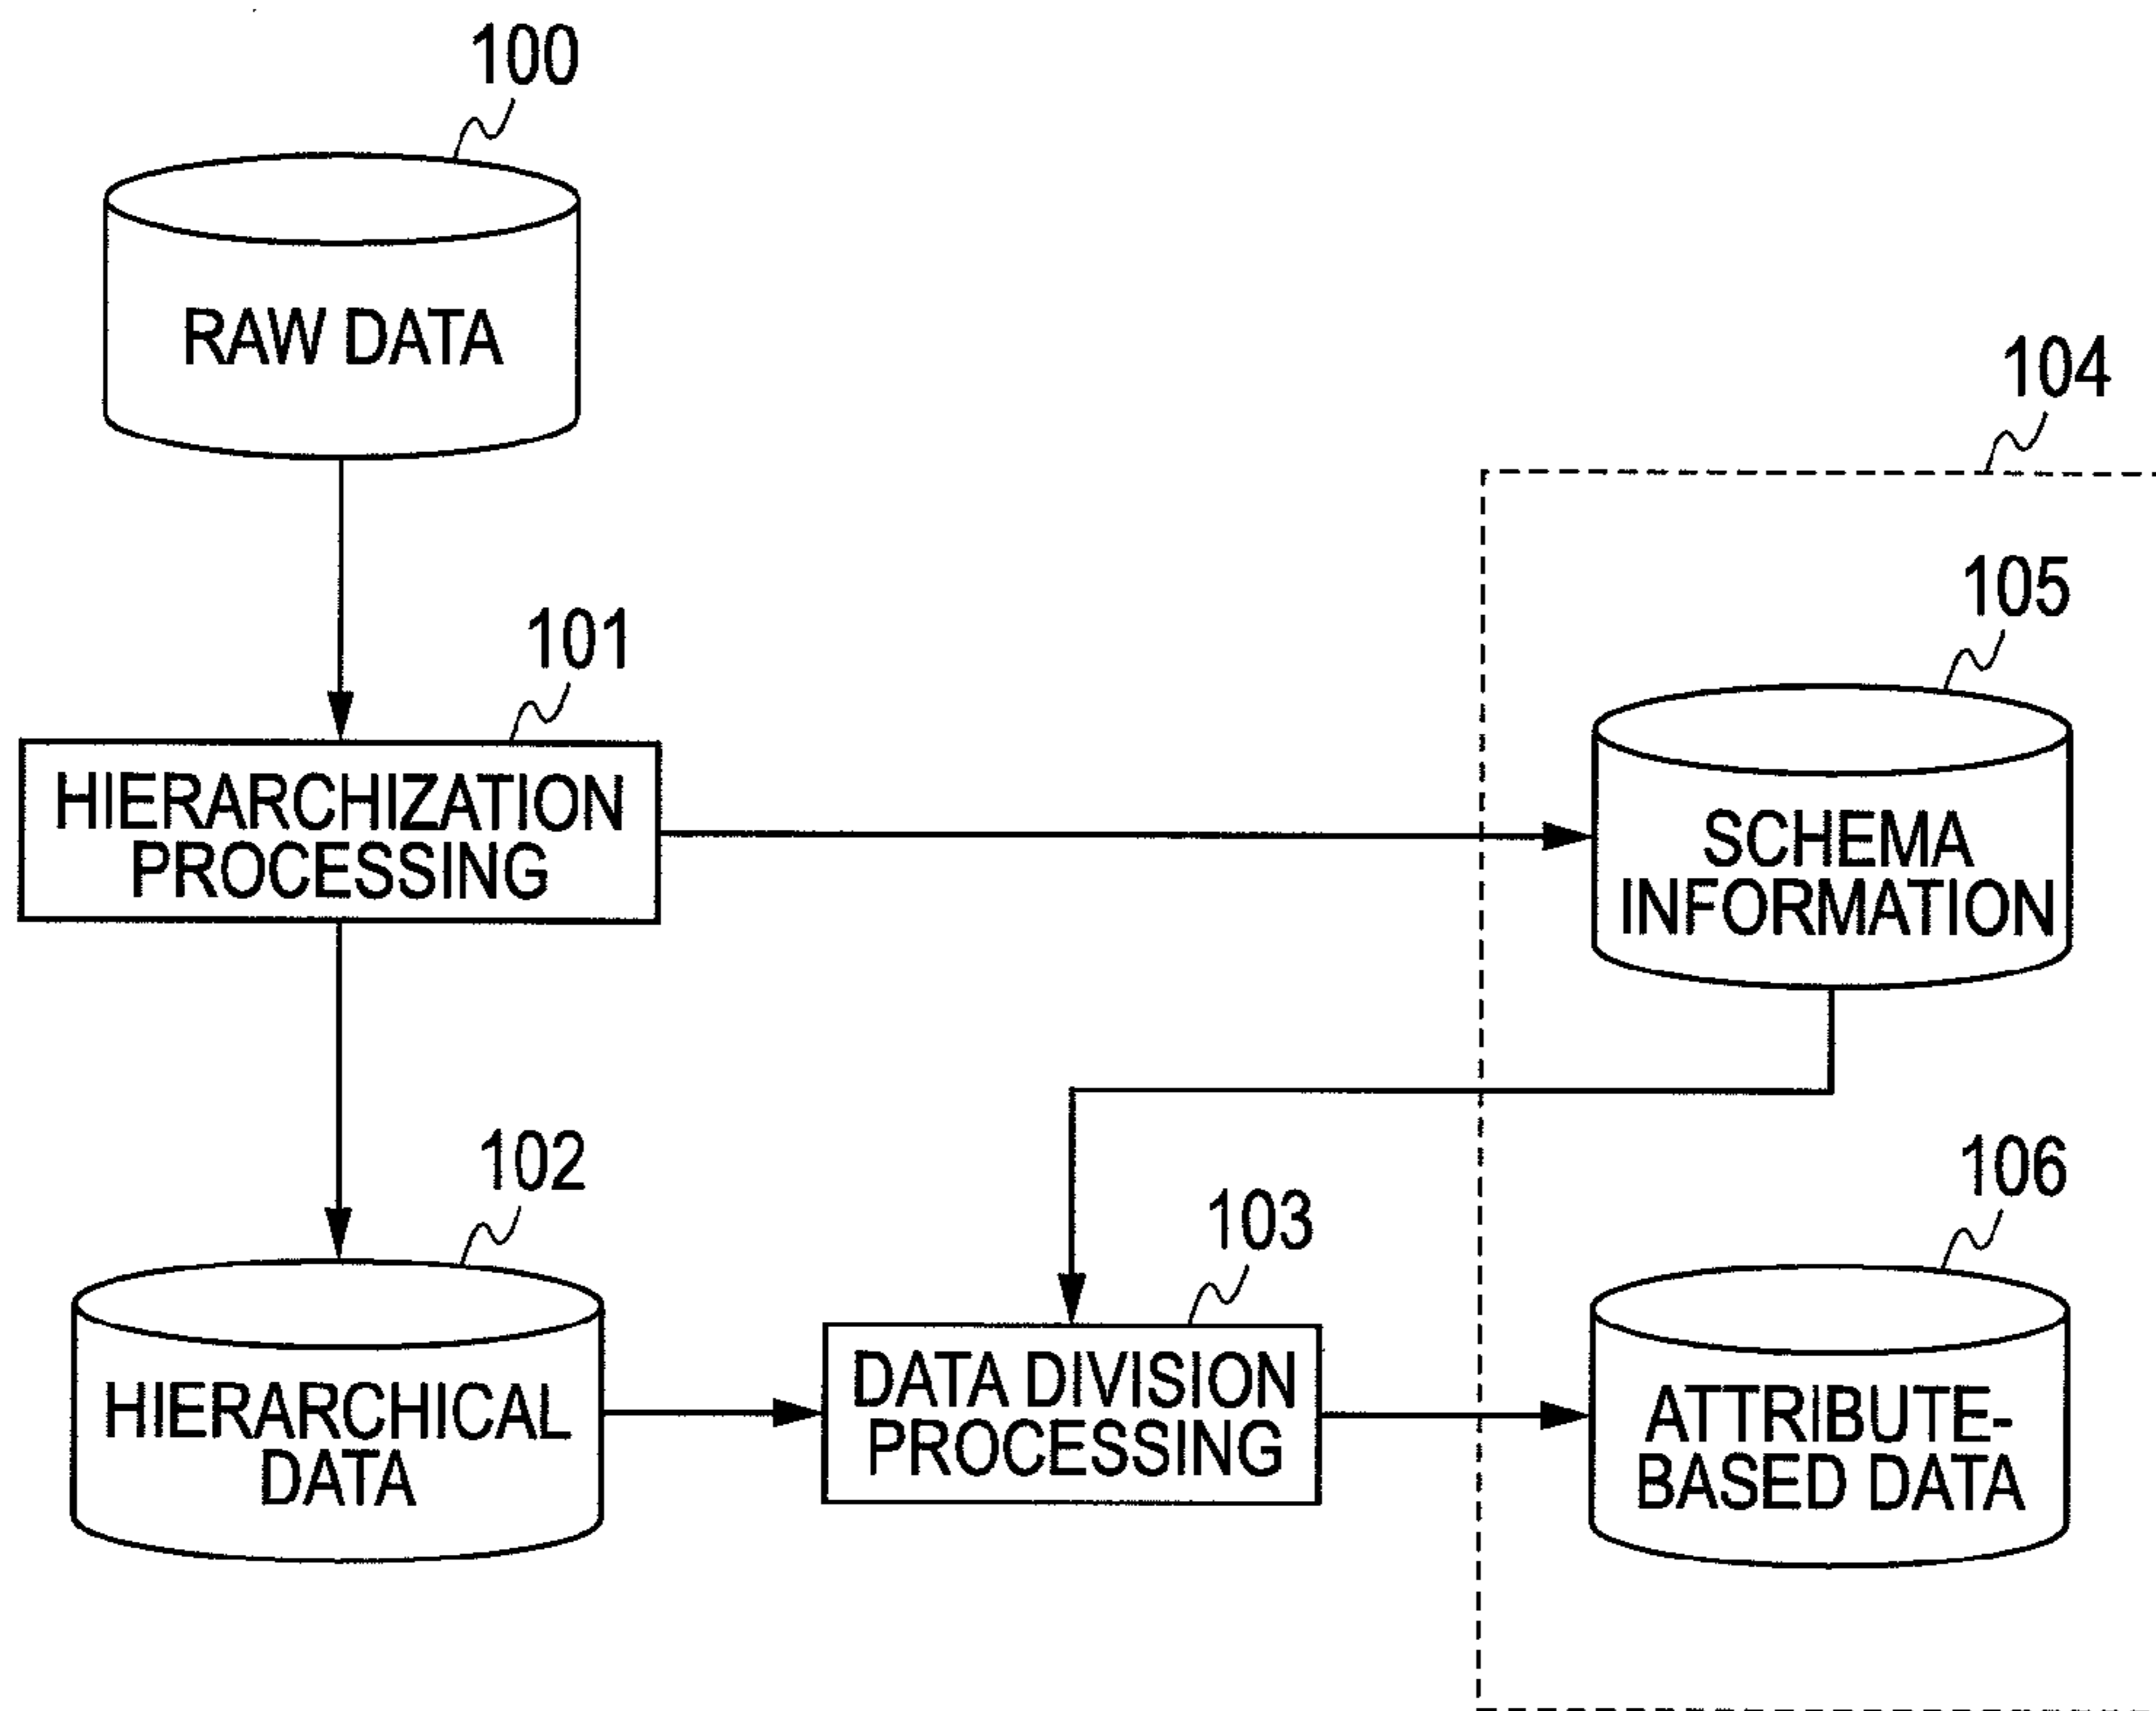 100
RAW DATA
104
105
101
HIERARCHIZATION
PROCESSING
SCHEMA
INFORMATION
102
103
106
HIERARCHICAL
DATA
DATA DIVISION
PROCESSING
ATTRIBUTE-
BASED DATA